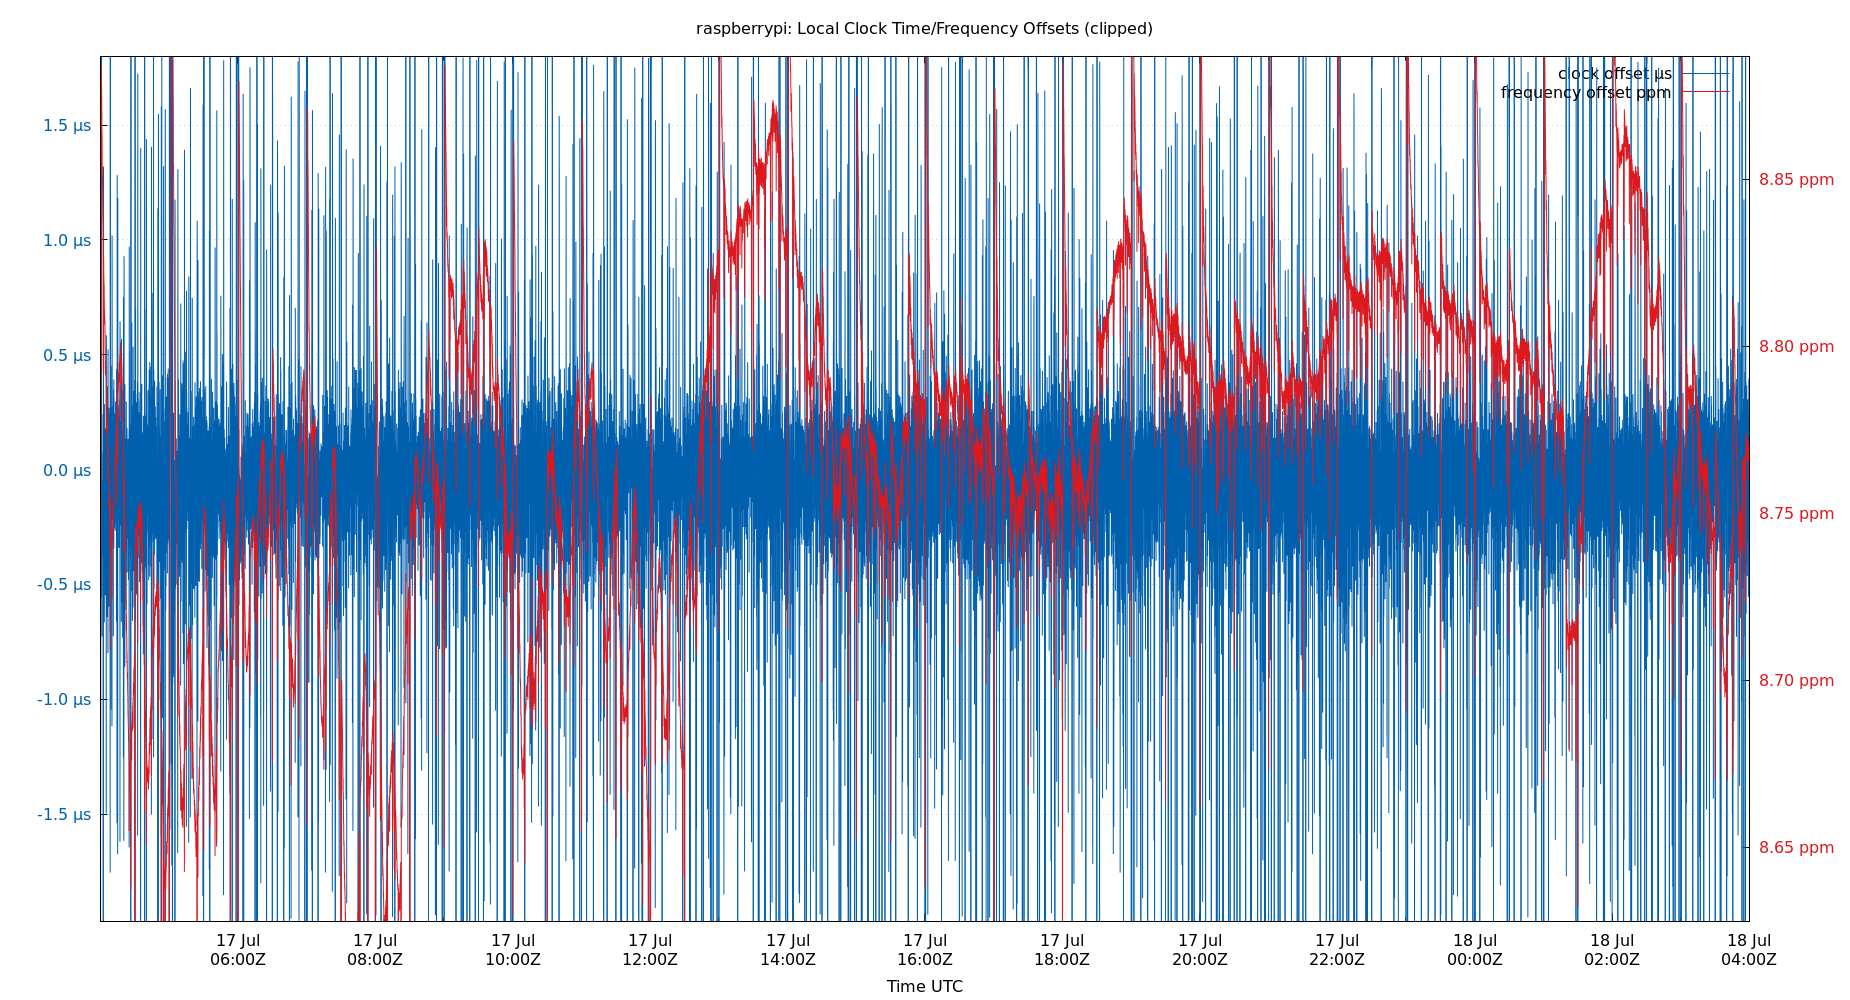 raspberrypi: Local Clock Time/Frequency Offsets (clipped)
clock offset µs
frequency offset ppm
1.5 µs
1.0 µs
0.5 µs
0.0 µs
-0.5 µs
-1.0 µs
-1.5 µs
8.85 ppm
8.80 ppm
8.75 ppm
8.70 ppm
8.65 ppm
17 Jul 17 Jul 17 Jul 17 Jul 17 Jul 17 Jul 17 Jul 17 Jul 17 Jul 18 Jul 18 Jul 18 Jul
06:00Z 08:00Z 10:00Z 12:00Z 14:00Z 16:00Z 18:00Z 20:00Z 22:00Z 00:00Z 02:00Z 04:00Z
Time UTC